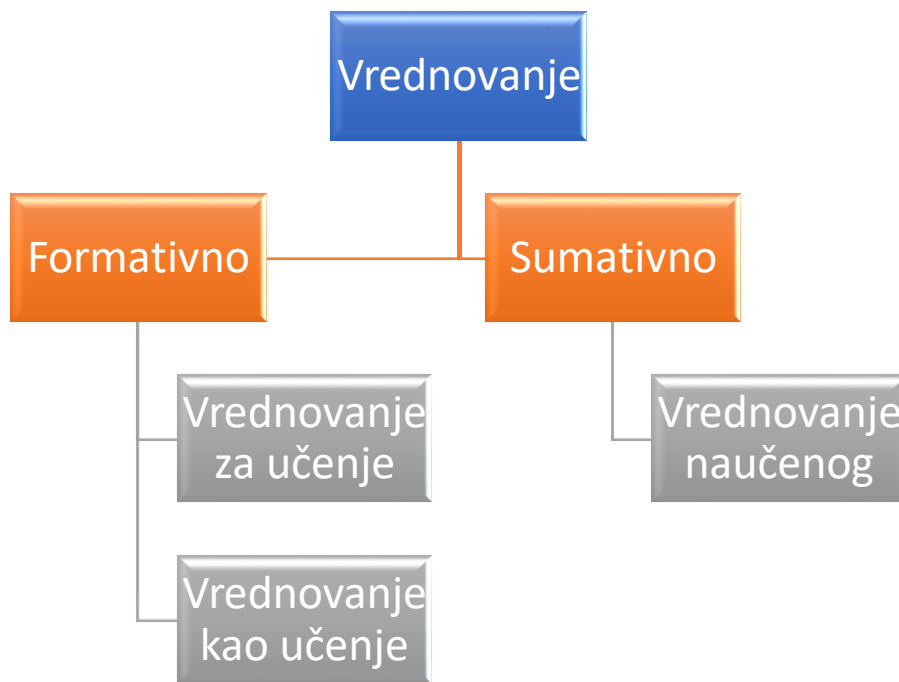 Vrednovanje
Formativno
Sumativno
Vrednovanje
za učenje
Vrednovanje
naučenog
Vrednovanje
kao učenje